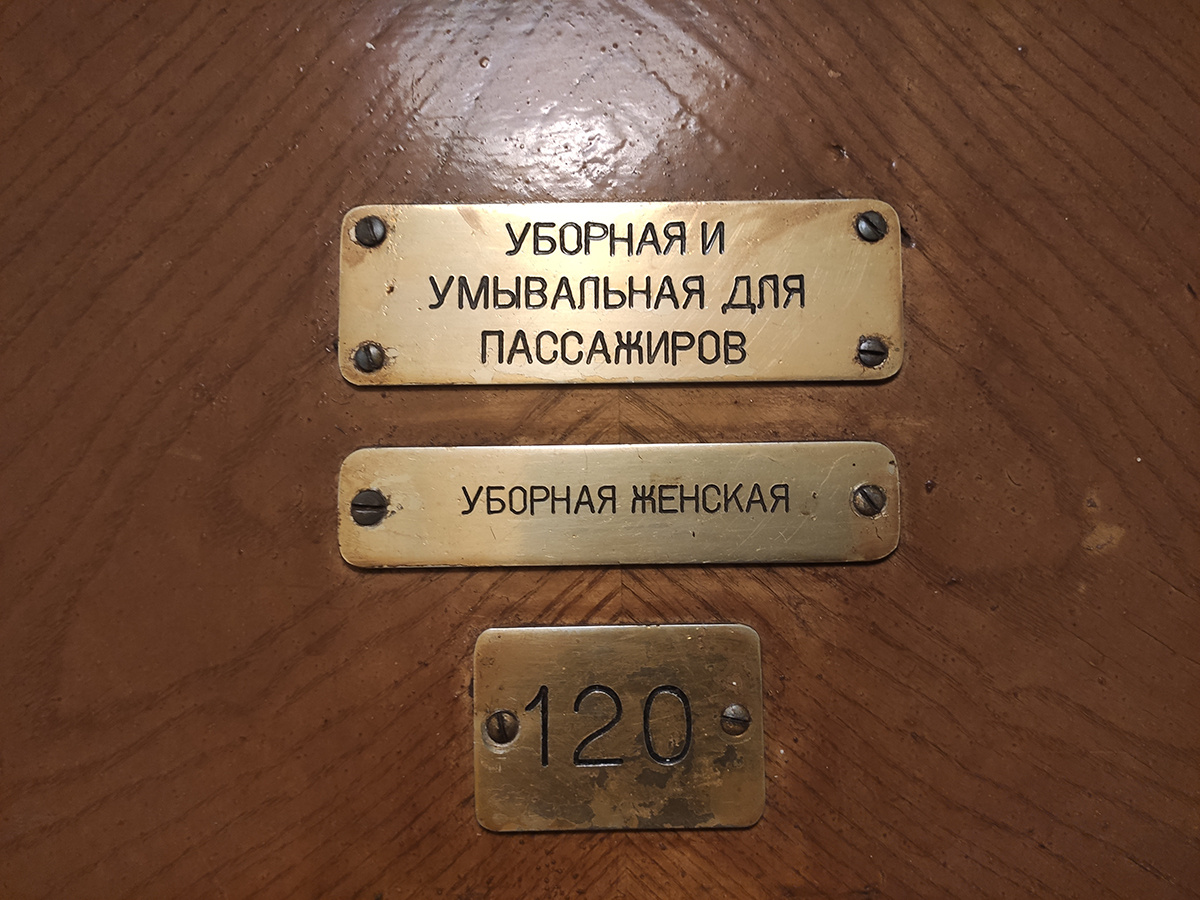 УБОРНАЯ И
УМЫВАЛЬНАЯ ДЛЯ
ПАССАЖИРОВ
УБОРНАЯ ЖЕНСКАЯ
120